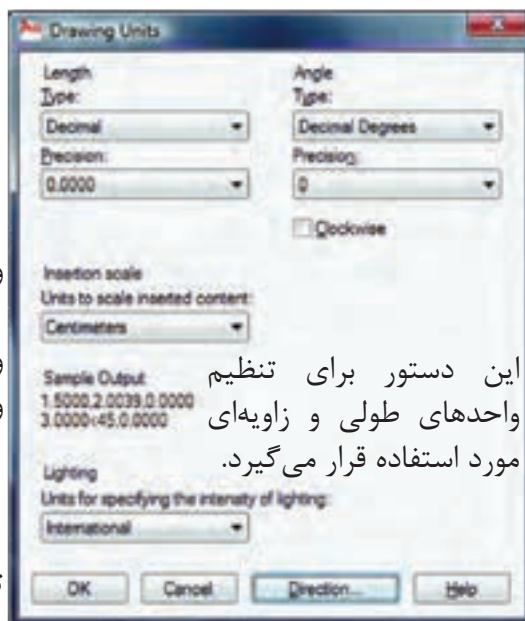 Drawing Units
Length
Type:
Decimal
Precision:
0.0000
Angle
Type:
Decimal Degrees
Precision:
0
Clockwise
Insertion scale
Units to scale inserted content:
Centimeters
Sample Output
1.5000,2.0039,0.0000
3.0000<45,0.0000
این دستور برای تنظیم
واحدهای طولی و زاویه‌ای
مورد استفاده قرار می‌گیرد.
Lighting
Units for specifying the intensity of lighting:
International
OK Cancel Direction... Help